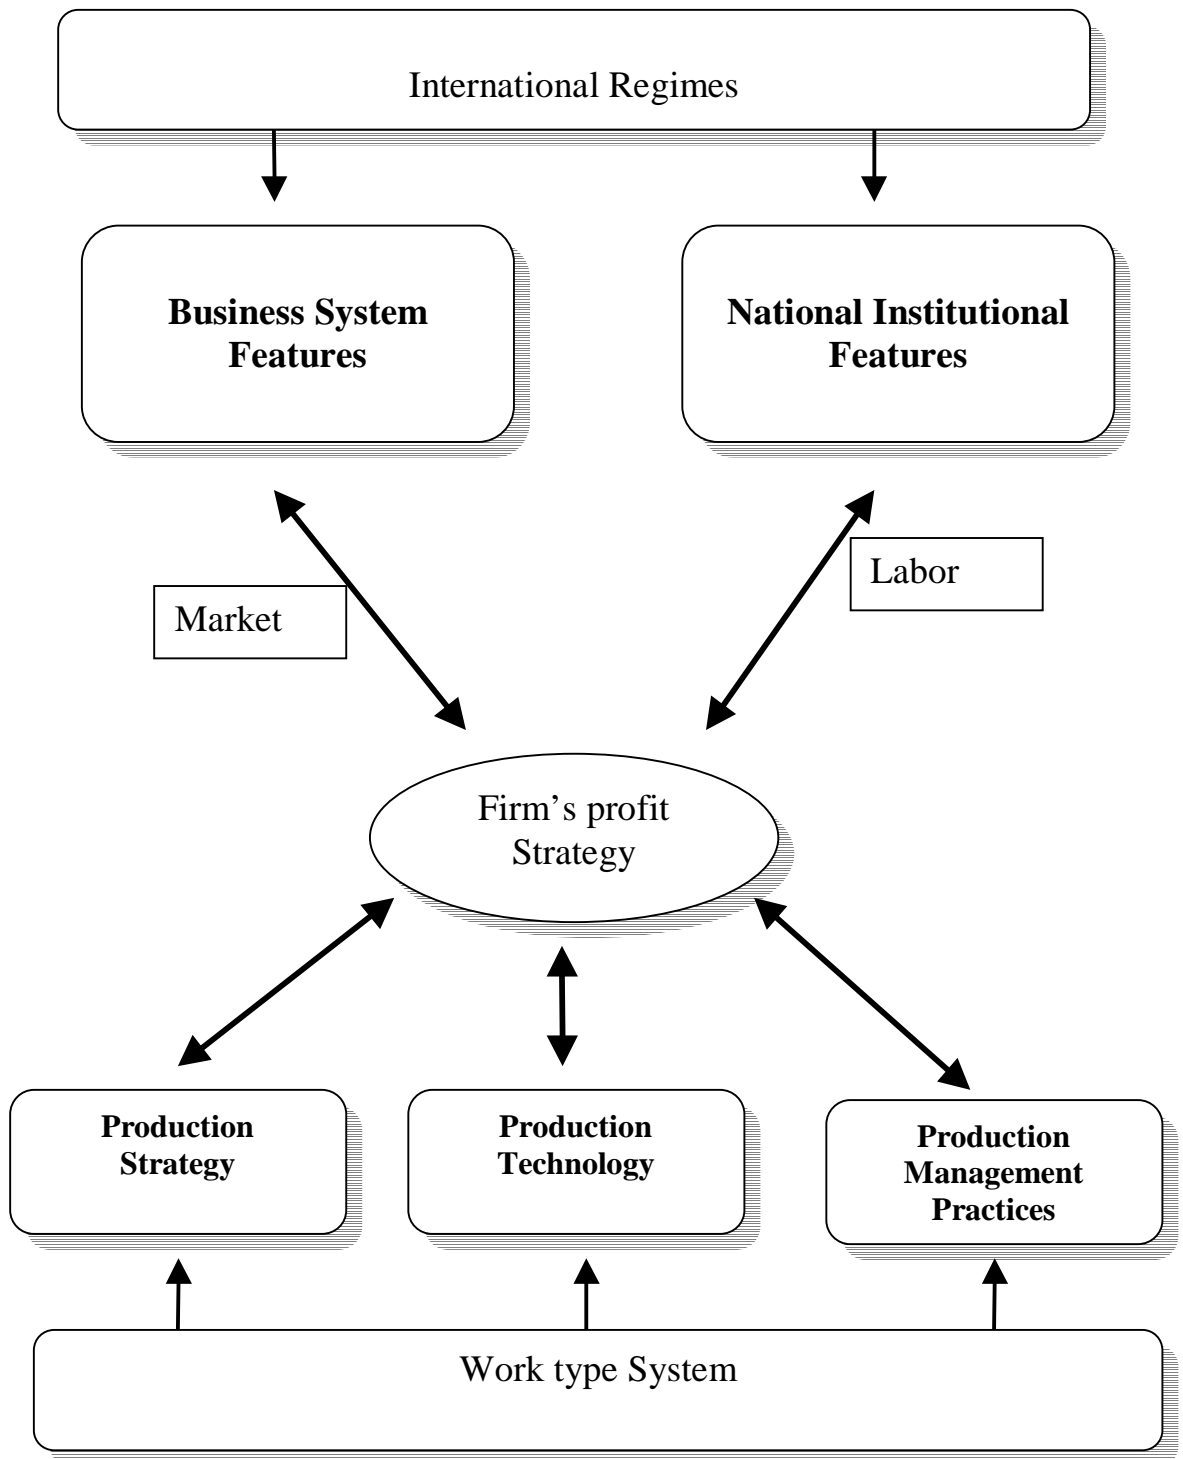 International Regimes
Business System
Features
National Institutional
Features
Labor
Market
Firm’s profit
Strategy
Production
Strategy
Production
Technology
Production
Management
Practices
Work type System